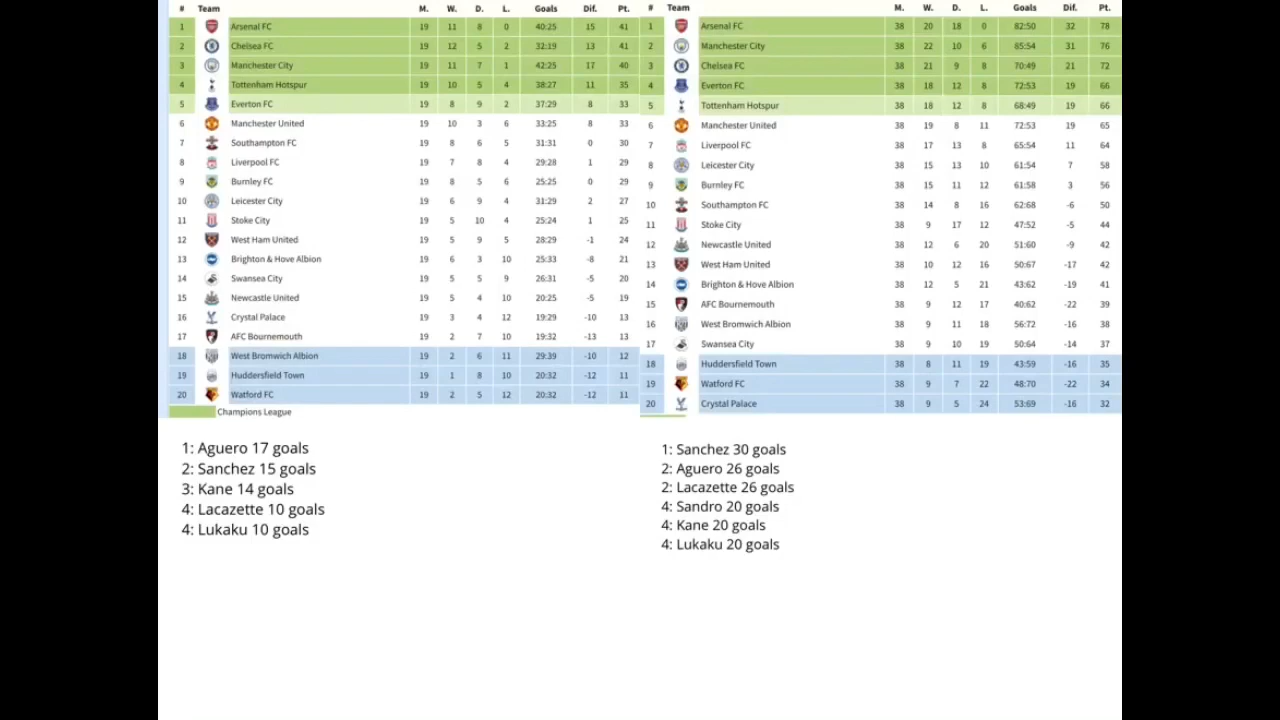 # Team M. W. D. L. Goals Dif. Pt.
1 Arsenal FC 19 11 8 0 40:25 15 41
2 Chelsea FC 19 12 5 2 32:19 13 41
3 Manchester City 19 11 7 1 42:25 17 40
4 Tottenham Hotspur 19 10 5 4 38:27 11 35
5 Everton FC 19 8 9 2 37:29 8 33
6 Manchester United 19 10 3 6 33:25 8 33
7 Southampton FC 19 8 6 5 31:31 0 30
8 Liverpool FC 19 7 8 4 29:28 1 29
9 Burnley FC 19 8 5 6 25:25 0 29
10 Leicester City 19 6 9 4 31:29 2 27
11 Stoke City 19 5 10 4 25:24 1 25
12 West Ham United 19 5 9 5 28:29 -1 24
13 Brighton & Hove Albion 19 6 3 10 25:33 -8 21
14 Swansea City 19 5 5 9 26:31 -5 20
15 Newcastle United 19 5 4 10 20:25 -5 19
16 Crystal Palace 19 3 4 12 19:29 -10 13
17 AFC Bournemouth 19 2 7 10 19:32 -13 13
18 West Bromwich Albion 19 2 6 11 29:39 -10 12
19 Huddersfield Town 19 1 8 10 20:32 -12 11
20 Watford FC 19 2 5 12 20:32 -12 11
Champions League
1: Aguero 17 goals
2: Sanchez 15 goals
3: Kane 14 goals
4: Lacazette 10 goals
4: Lukaku 10 goals
# Team M. W. D. L. Goals Dif. Pt.
1 Arsenal FC 38 20 18 0 82:50 32 78
2 Manchester City 38 22 10 6 85:54 31 76
3 Chelsea FC 38 21 9 8 70:49 21 72
4 Everton FC 38 18 12 8 72:53 19 66
5 Tottenham Hotspur 38 18 12 8 68:49 19 66
6 Manchester United 38 19 8 11 72:53 19 65
7 Liverpool FC 38 17 13 8 65:54 11 64
8 Leicester City 38 15 13 10 61:54 7 58
9 Burnley FC 38 15 11 12 61:58 3 56
10 Southampton FC 38 14 8 16 62:68 -6 50
11 Stoke City 38 9 17 12 47:52 -5 44
12 Newcastle United 38 12 6 20 51:60 -9 42
13 West Ham United 38 10 12 16 50:67 -17 42
14 Brighton & Hove Albion 38 12 5 21 43:62 -19 41
15 AFC Bournemouth 38 9 12 17 40:62 -22 39
16 West Bromwich Albion 38 9 11 18 56:72 -16 38
17 Swansea City 38 9 10 19 50:64 -14 37
18 Huddersfield Town 38 8 11 19 43:59 -16 35
19 Watford FC 38 9 7 22 48:70 -22 34
20 Crystal Palace 38 9 5 24 53:69 -16 32
1: Sanchez 30 goals
2: Aguero 26 goals
2: Lacazette 26 goals
4: Sandro 20 goals
4: Kane 20 goals
4: Lukaku 20 goals